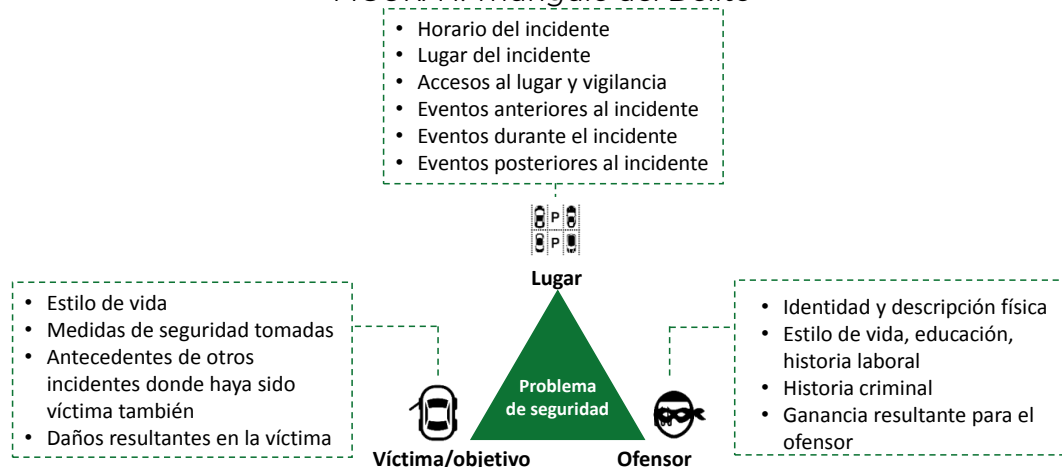 • Horario del incidente
• Lugar del incidente
• Accesos al lugar y vigilancia
• Eventos anteriores al incidente
• Eventos durante el incidente
• Eventos posteriores al incidente
P
P
Lugar
• Estilo de vida
• Medidas de seguridad tomadas
• Antecedentes de otros
incidentes donde haya sido
víctima también
• Daños resultantes en la víctima
• Identidad y descripción física
• Estilo de vida, educación,
historia laboral
• Historia criminal
• Ganancia resultante para el
ofensor
Problema
de seguridad
Víctima/objetivo
Ofensor